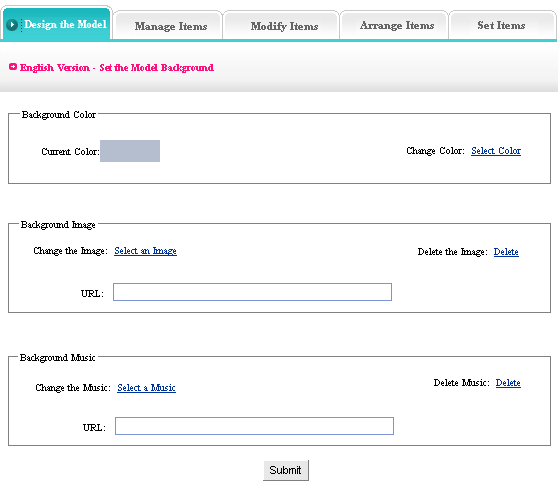 Design the Model Manage Items Modify Items Arrange Items Set Items
English Version - Set the Model Background
Background Color
Current Color: Change Color: Select Color
Background Image
Change the Image: Select an Image Delete the Image: Delete
URL:
Background Music
Change the Music: Select a Music Delete Music: Delete
URL:
Submit